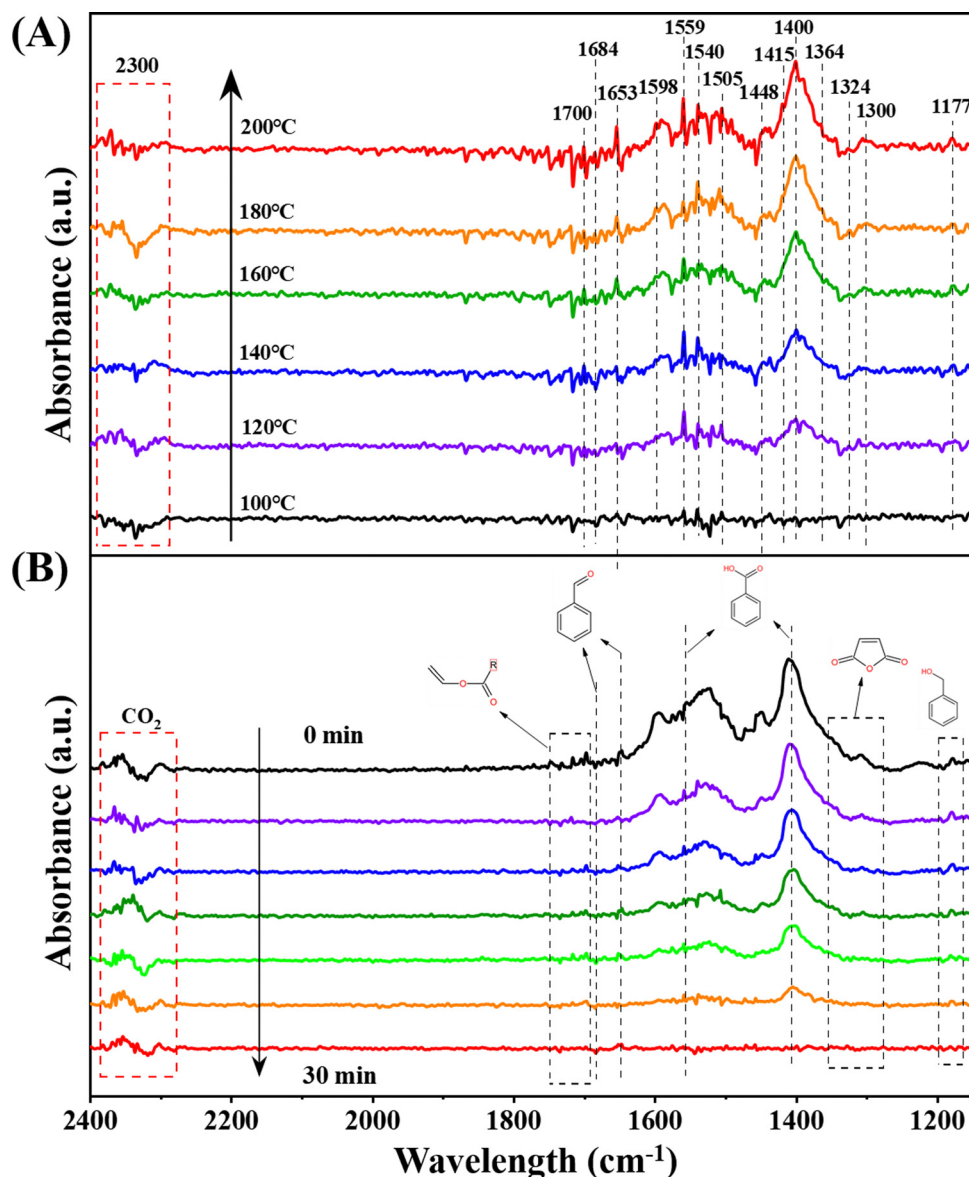 (A)
2300
1700
1684
1653
1598
1559
1540
1505
1448
1415
1400
1364
1324
1300
1177
200°C
180°C
160°C
140°C
120°C
100°C
Absorbance (a.u.)
(B)
CO2
0 min
30 min
R
O
O
O
HO
O
O
O
O
HO
Absorbance (a.u.)
2400 2200 2000 1800 1600 1400 1200
Wavelength (cm-1)